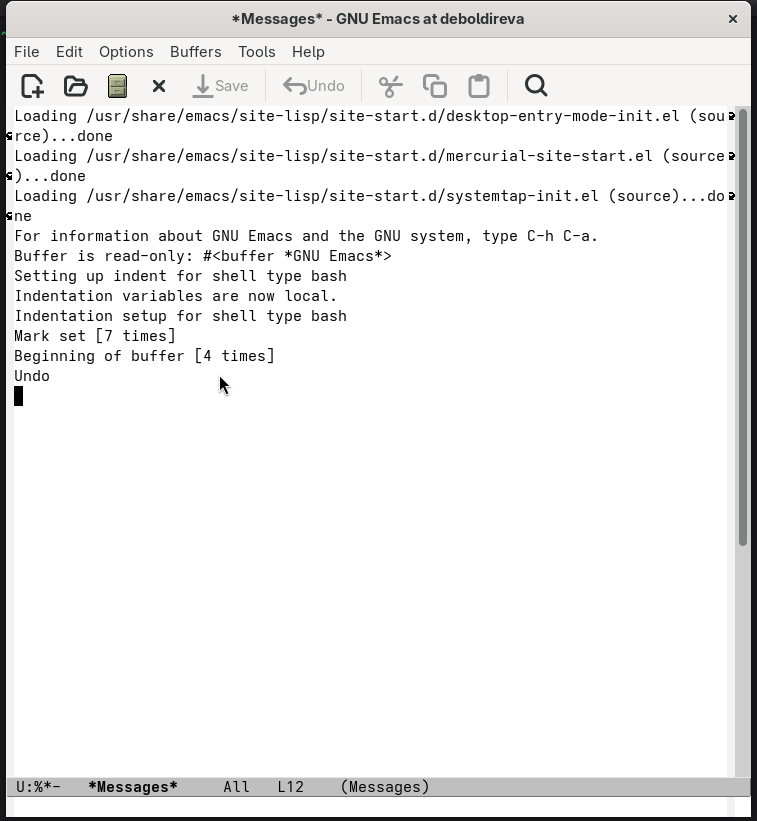 *Messages* - GNU Emacs at deboldireva
File Edit Options Buffers Tools Help
Save Undo
Loading /usr/share/emacs/site-lisp/site-start.d/desktop-entry-mode-init.el (sou
rce)...done
Loading /usr/share/emacs/site-lisp/site-start.d/mercurial-site-start.el (source
)...done
Loading /usr/share/emacs/site-lisp/site-start.d/systemtap-init.el (source)...do
ne
For information about GNU Emacs and the GNU system, type C-h C-a.
Buffer is read-only: #<buffer *GNU Emacs*>
Setting up indent for shell type bash
Indentation variables are now local.
Indentation setup for shell type bash
Mark set [7 times]
Beginning of buffer [4 times]
Undo
U:%*- *Messages* All L12 (Messages)